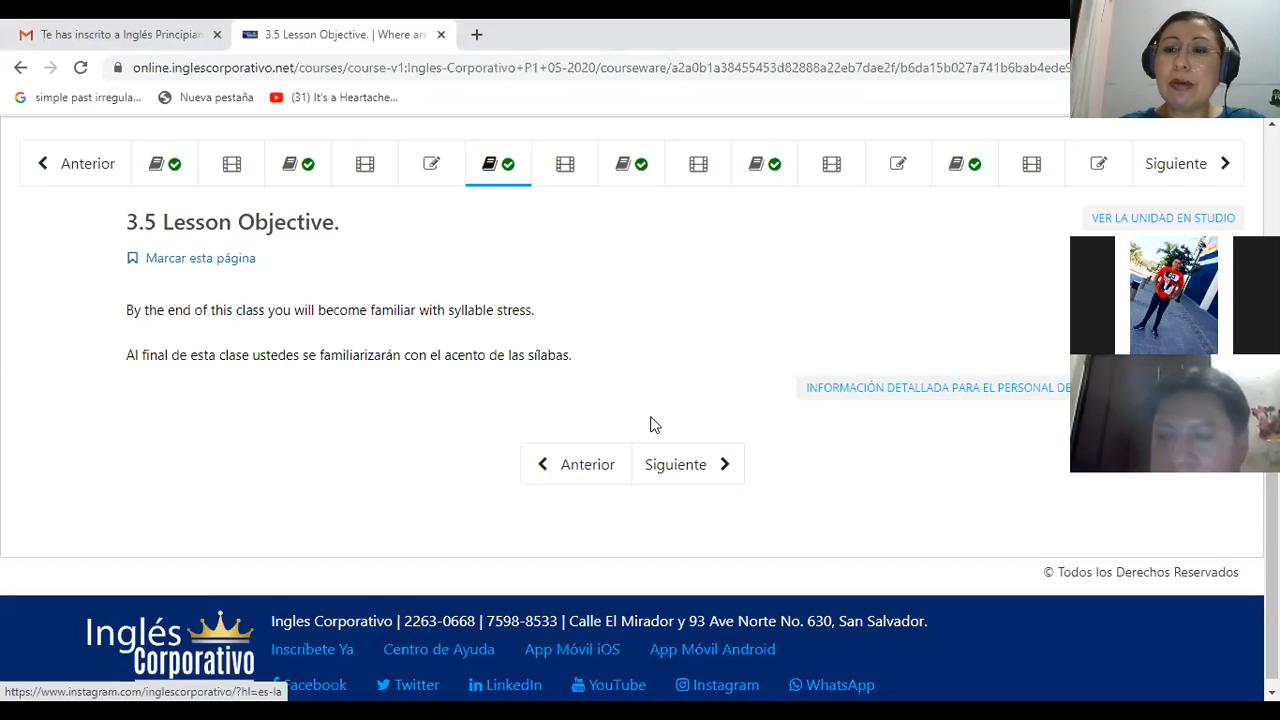 Te has inscrito a Inglés Principian
3.5 Lesson Objective. | Where are
online.inglescorporativo.net/courses/course-v1:Ingles-Corporativo+P1+05-2020/courseware/a2a0b1a38455453d82888a22eb7dae2f/b6da15b027a741b6bab4ede9
simple past irregula...
Nueva pestaña
(31) It's a Heartache...
Anterior
Siguiente
3.5 Lesson Objective.
VER LA UNIDAD EN STUDIO
Marcar esta página
By the end of this class you will become familiar with syllable stress.
Al final de esta clase ustedes se familiarizarán con el acento de las sílabas.
INFORMACIÓN DETALLADA PARA EL PERSONAL DE
Anterior
Siguiente
© Todos los Derechos Reservados
Inglés Corporativo
Ingles Corporativo | 2263-0668 | 7598-8533 | Calle El Mirador y 93 Ave Norte No. 630, San Salvador.
Inscríbete Ya Centro de Ayuda App Móvil iOS App Móvil Android
Facebook Twitter LinkedIn YouTube Instagram WhatsApp
https://www.instagram.com/inglescorporativo/?hl=es-la